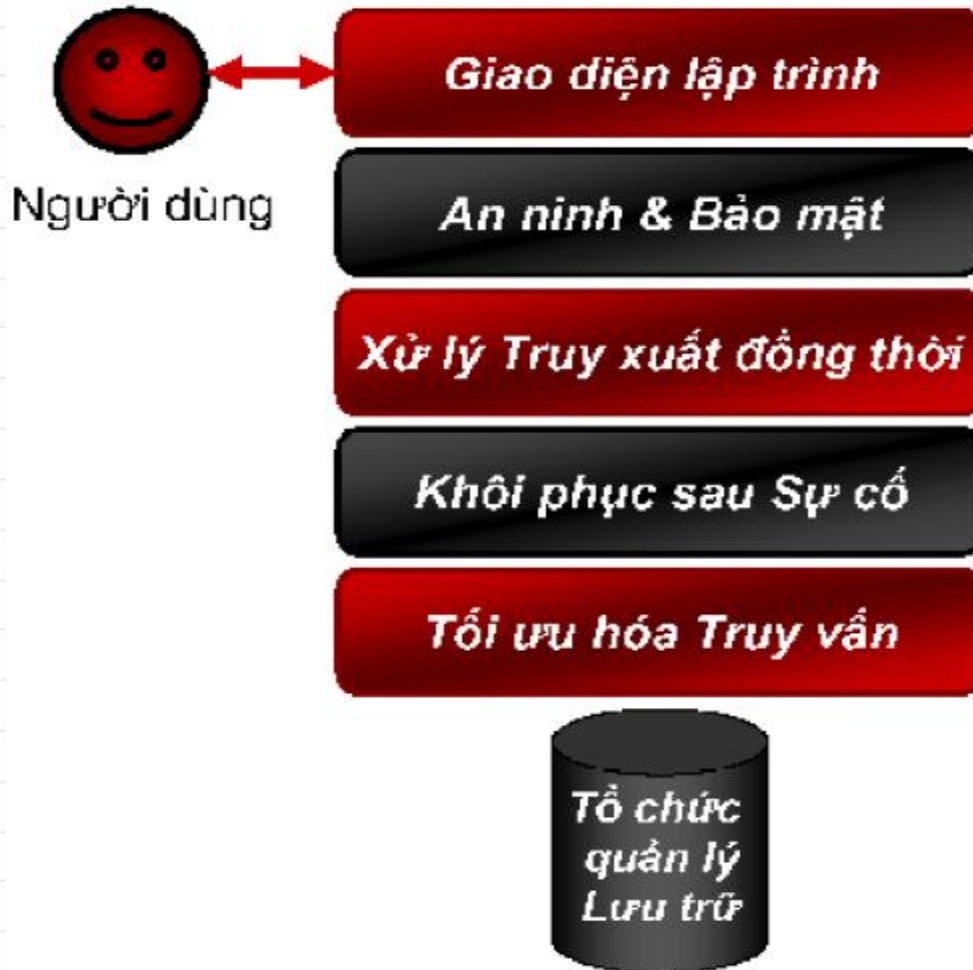 Giao diện lập trình
Người dùng
An ninh & Bảo mật
Xử lý Truy xuất đồng thời
Khôi phục sau Sự cố
Tối ưu hóa Truy vấn
Tổ chức
quản lý
Lưu trữ